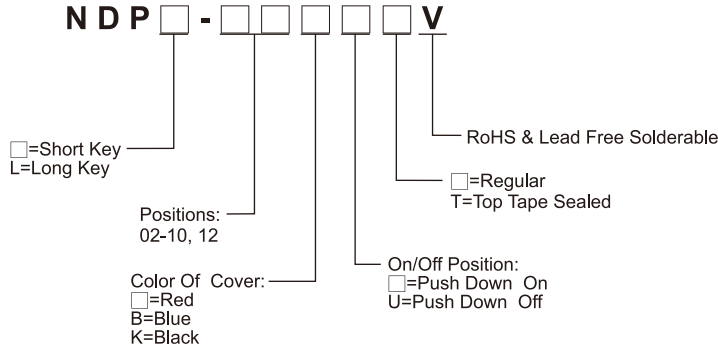 NDP□-□□□□□V
□=Short Key
L=Long Key
RoHS & Lead Free Solderable
□=Regular
T=Top Tape Sealed
Positions:
02-10, 12
On/Off Position:
□=Push Down On
U=Push Down Off
Color Of Cover:
□=Red
B=Blue
K=Black